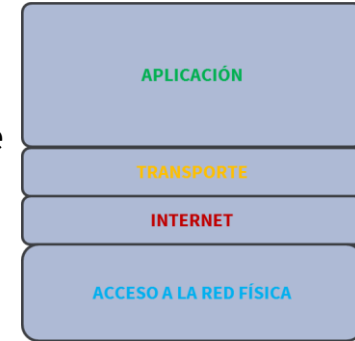 APLICACIÓN
e
TRANSPORTE
INTERNET
ACCESO A LA RED FÍSICA